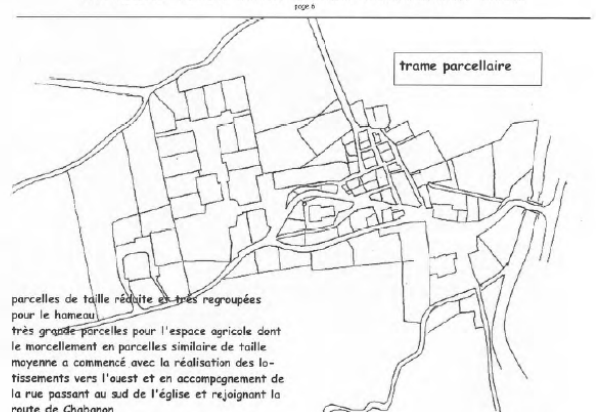 page 6
trame parcellaire
parcelles de taille réduite et très regroupées
pour le hameau
très grande parcelles pour l'espace agricole dont
le morcellement en parcelles similaire de taille
moyenne a commencé avec la réalisation des lo-
tissements vers l'ouest et en accompagnement de
la rue passant au sud de l'église et rejoignant la
route de Chabanon